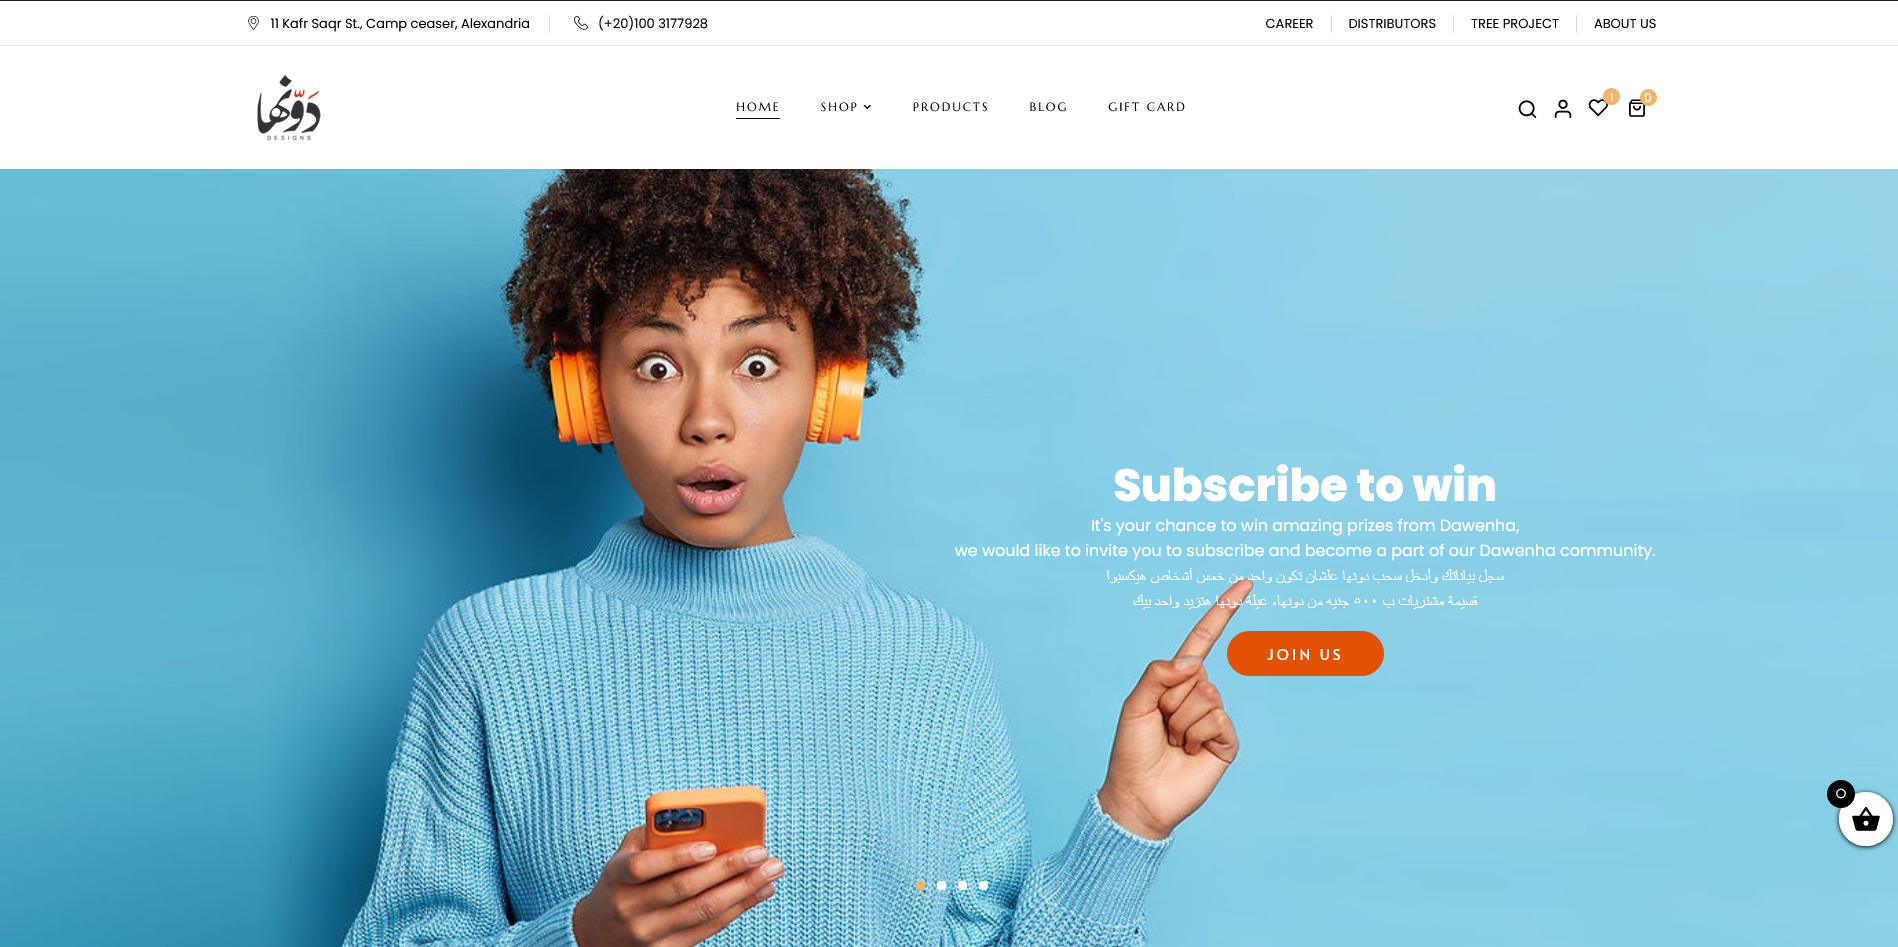 11 Kafr Saqr St., Camp ceaser, Alexandria
(+20)100 3177928
CAREER
DISTRIBUTORS
TREE PROJECT
ABOUT US
دَوّنها
DESIGNS
HOME
SHOP
PRODUCTS
BLOG
GIFT CARD
1
0
Subscribe to win
It's your chance to win amazing prizes from Dawenha,
we would like to invite you to subscribe and become a part of our Dawenha community.
سجل بياناتك وأدخل سحب دونها علشان تكون واحد من خمس أشخاص هيكسبوا
قسيمة مشتريات ب ٥٠٠ جنيه من دونها، عيلة دونها هتزيد واحد بيك
JOIN US
0